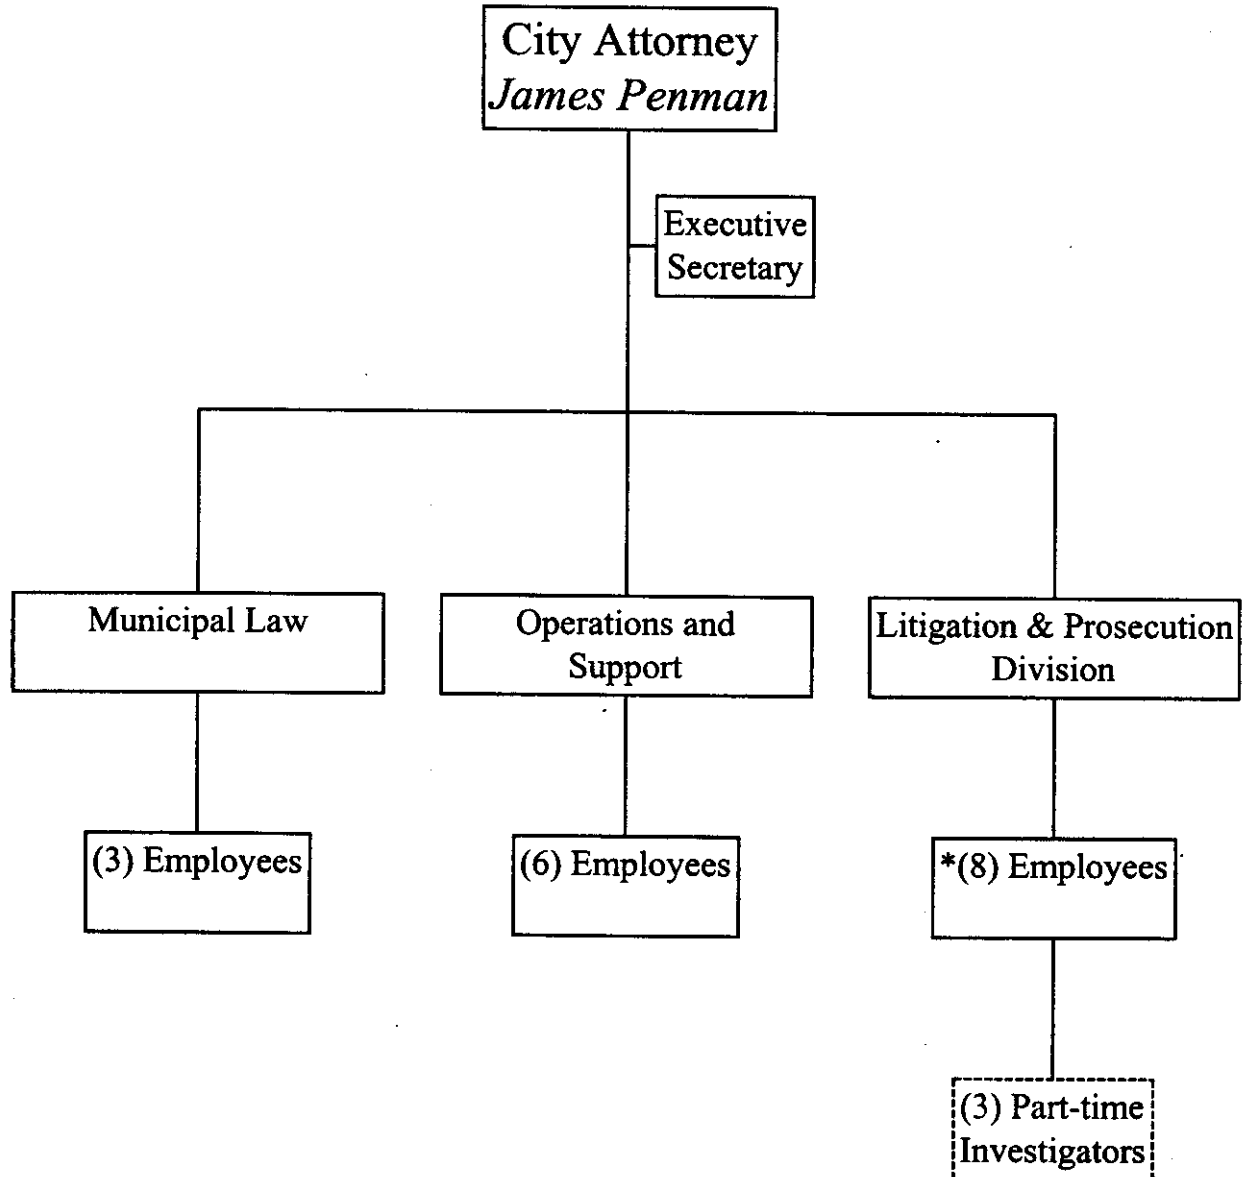 City Attorney
James Penman
Executive
Secretary
Municipal Law
Operations and
Support
Litigation & Prosecution
Division
(3) Employees
(6) Employees
*(8) Employees
(3) Part-time
Investigators